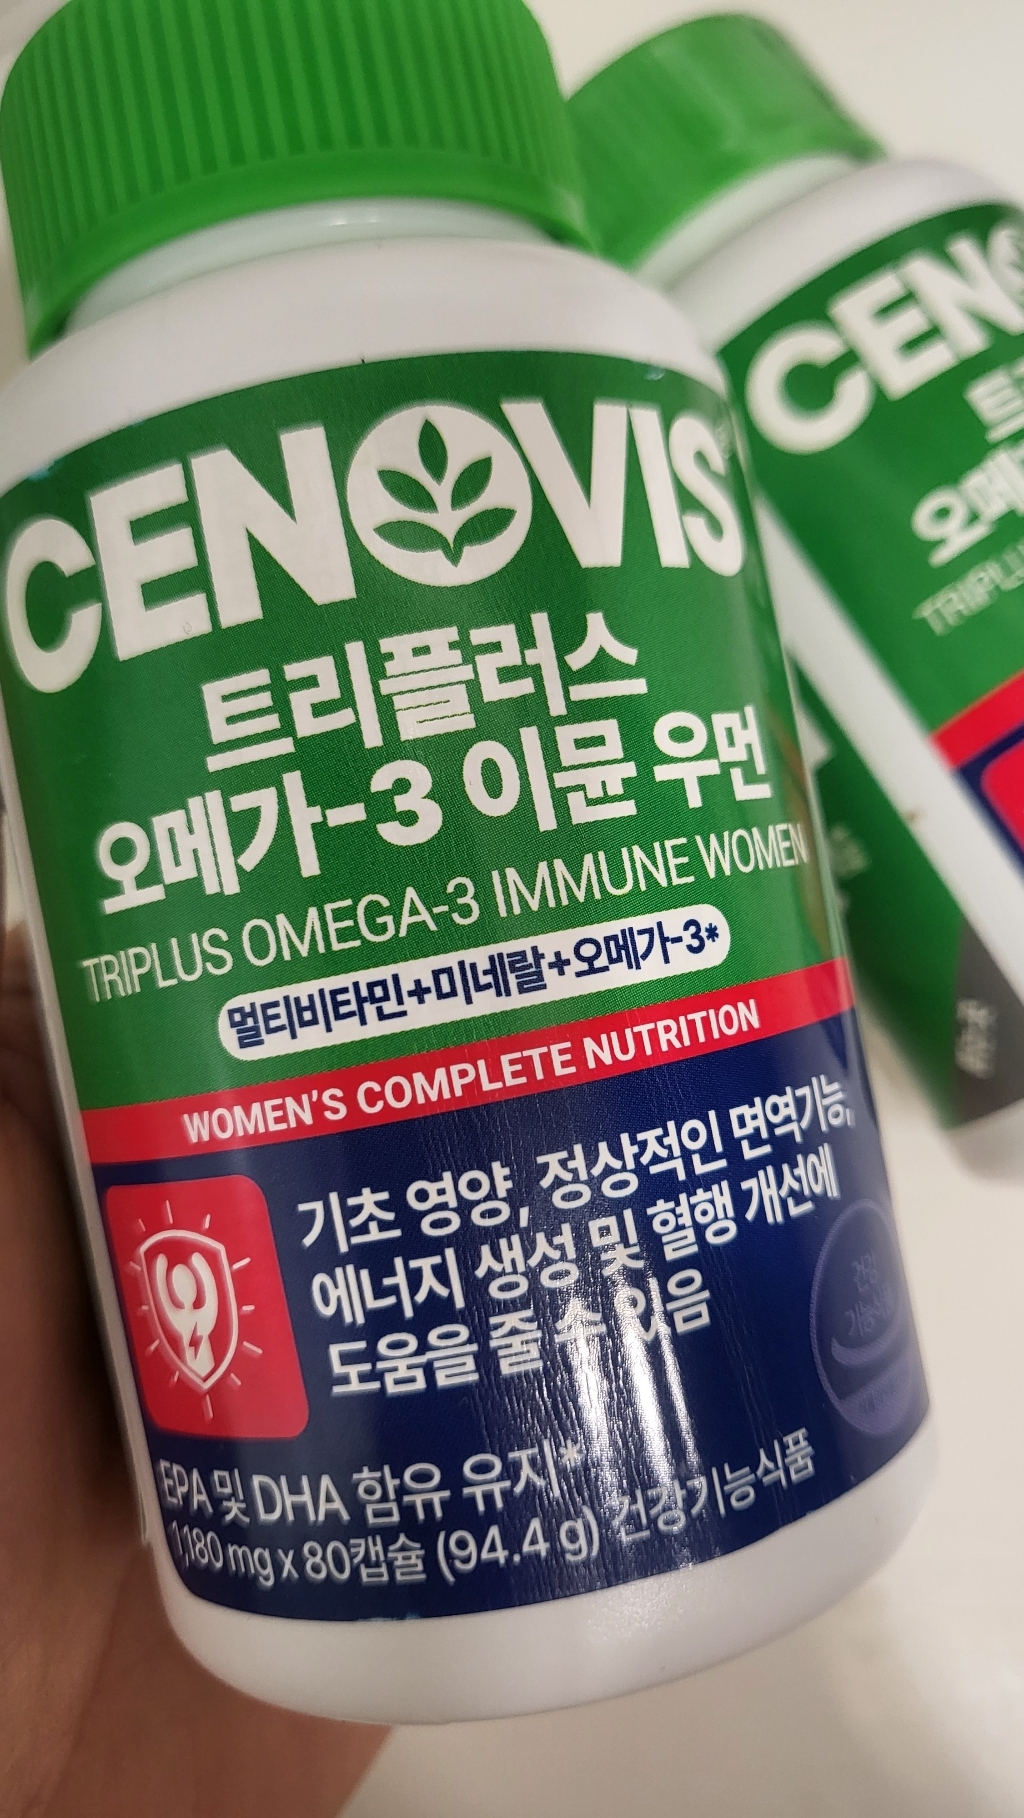 CENOVIS
트리플러스
오메가-3 이뮨 우먼
TRIPLUS OMEGA-3 IMMUNE WOMEN
멀티비타민+미네랄+오메가-3*
WOMEN'S COMPLETE NUTRITION
기초 영양, 정상적인 면역기능,
에너지 생성 및 혈행 개선에
도움을 줄 수 있음
EPA 및 DHA 함유 유지*
1,180 mg x 80캡슐 (94.4 g) 건강기능식품
CEN